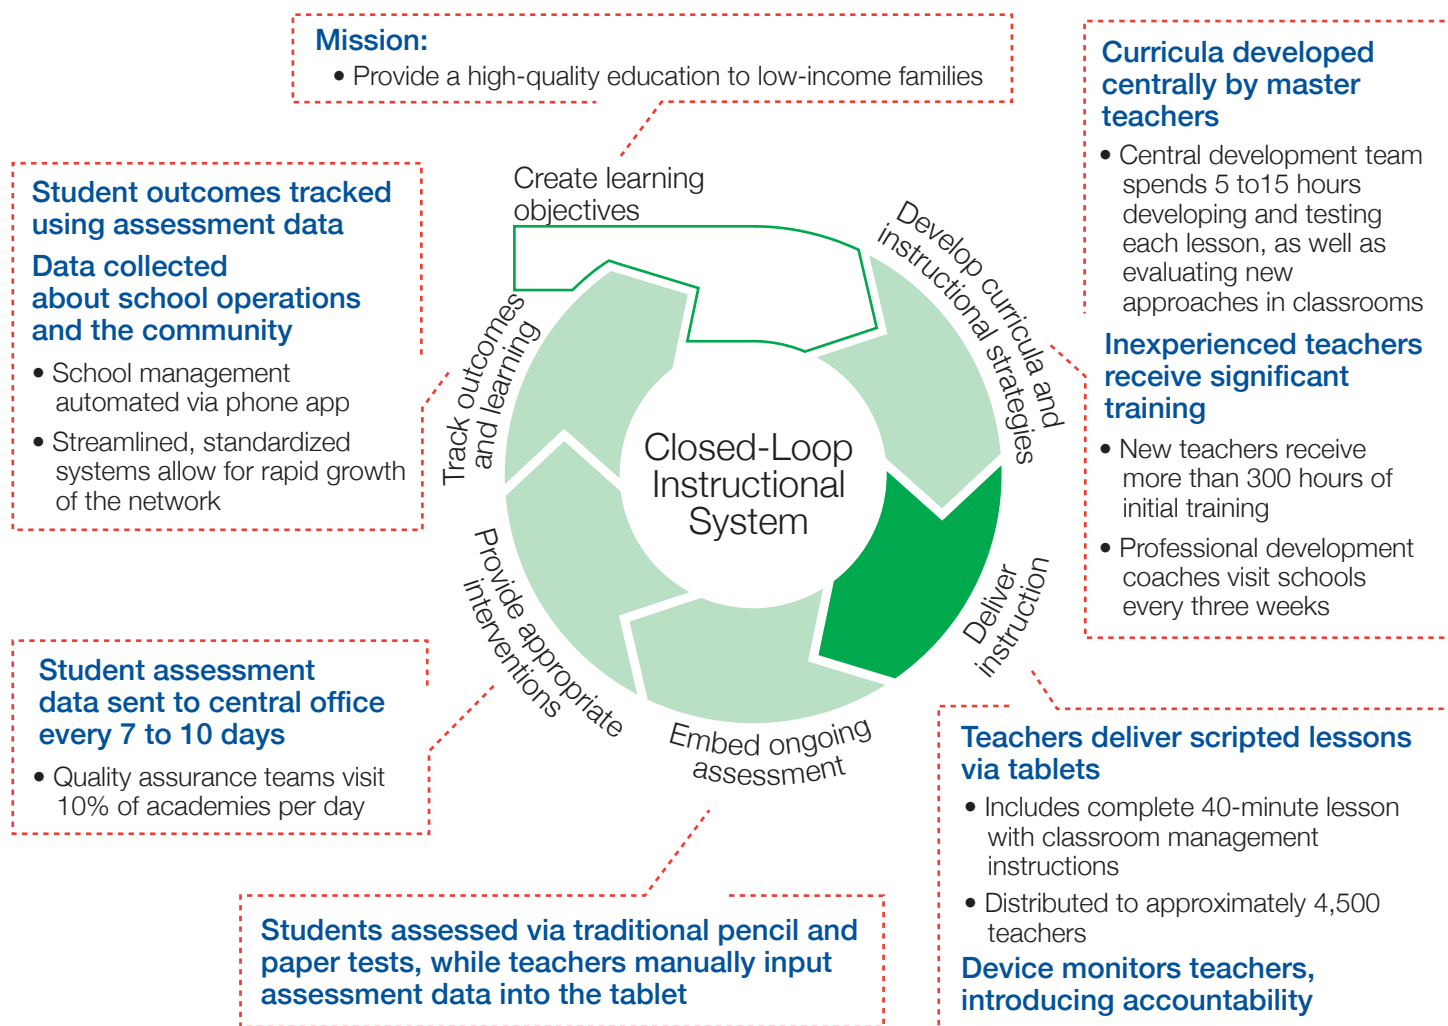 Mission:
• Provide a high-quality education to low-income families
Create learning
objectives
Develop curricula and
instructional strategies
Curricula developed
centrally by master
teachers
• Central development team
spends 5 to15 hours
developing and testing
each lesson, as well as
evaluating new
approaches in classrooms
Inexperienced teachers
receive significant
training
• New teachers receive
more than 300 hours of
initial training
• Professional development
coaches visit schools
every three weeks
Closed-Loop
Instructional
System
Deliver
instruction
Teachers deliver scripted lessons
via tablets
• Includes complete 40-minute lesson
with classroom management
instructions
• Distributed to approximately 4,500
teachers
Device monitors teachers,
introducing accountability
Embed ongoing
assessment
Students assessed via traditional pencil and
paper tests, while teachers manually input
assessment data into the tablet
Provide appropriate
interventions
Student assessment
data sent to central office
every 7 to 10 days
• Quality assurance teams visit
10% of academies per day
Track outcomes
and learning
Student outcomes tracked
using assessment data
Data collected
about school operations
and the community
• School management
automated via phone app
• Streamlined, standardized
systems allow for rapid growth
of the network